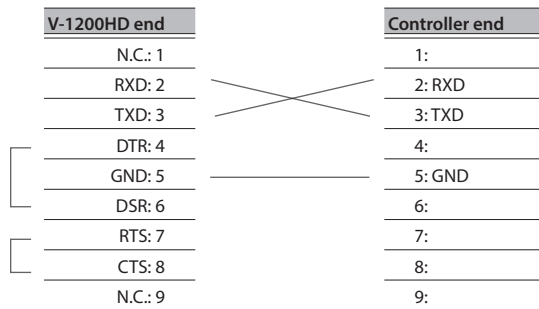 V-1200HD end Controller end
N.C.: 1 1:
RXD: 2 2: RXD
TXD: 3 3: TXD
DTR: 4 4:
GND: 5 5: GND
DSR: 6 6:
RTS: 7 7:
CTS: 8 8:
N.C.: 9 9: